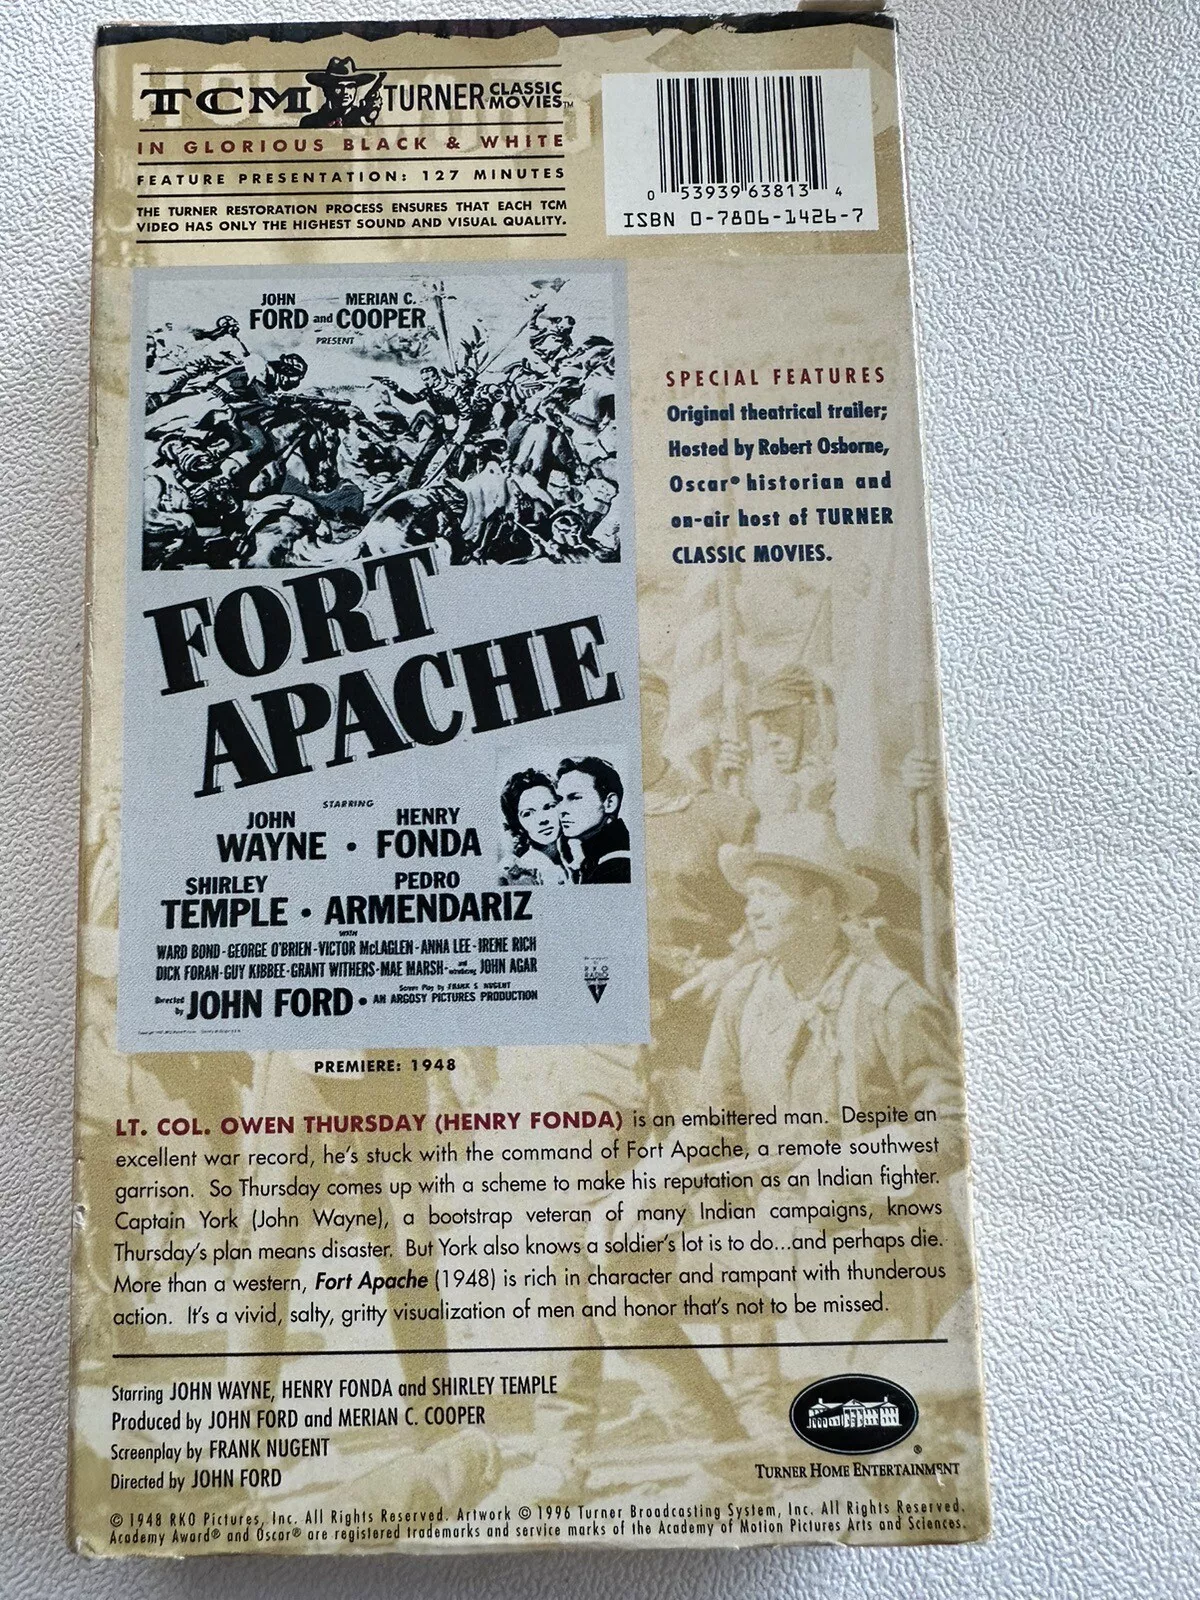 TCM TURNER CLASSIC MOVIES™
IN GLORIOUS BLACK & WHITE
FEATURE PRESENTATION: 127 MINUTES
THE TURNER RESTORATION PROCESS ENSURES THAT EACH TCM
VIDEO HAS ONLY THE HIGHEST SOUND AND VISUAL QUALITY.
0 53939 63813 4
ISBN 0-7806-1426-7
JOHN FORD and MERIAN C. COOPER
PRESENT
FORT
APACHE
STARRING
JOHN WAYNE • HENRY FONDA
SHIRLEY TEMPLE • PEDRO ARMENDARIZ
WITH
WARD BOND - GEORGE O'BRIEN - VICTOR McLAGLEN - ANNA LEE - IRENE RICH
DICK FORAN - GUY KIBBEE - GRANT WITHERS - MAE MARSH - and introducing JOHN AGAR
Directed by JOHN FORD • Screen Play by FRANK S. NUGENT
AN ARGOSY PICTURES PRODUCTION
RKO
RADIO
PREMIERE: 1948
SPECIAL FEATURES
Original theatrical trailer;
Hosted by Robert Osborne,
Oscar® historian and
on-air host of TURNER
CLASSIC MOVIES.
LT. COL. OWEN THURSDAY (HENRY FONDA) is an embittered man. Despite an
excellent war record, he's stuck with the command of Fort Apache, a remote southwest
garrison. So Thursday comes up with a scheme to make his reputation as an Indian fighter.
Captain York (John Wayne), a bootstrap veteran of many Indian campaigns, knows
Thursday's plan means disaster. But York also knows a soldier's lot is to do...and perhaps die.
More than a western, Fort Apache (1948) is rich in character and rampant with thunderous
action. It's a vivid, salty, gritty visualization of men and honor that's not to be missed.
Starring JOHN WAYNE, HENRY FONDA and SHIRLEY TEMPLE
Produced by JOHN FORD and MERIAN C. COOPER
Screenplay by FRANK NUGENT
Directed by JOHN FORD
®
TURNER HOME ENTERTAINMENT
© 1948 RKO Pictures, Inc. All Rights Reserved. Artwork © 1996 Turner Broadcasting System, Inc. All Rights Reserved.
Academy Award® and Oscar® are registered trademarks and service marks of the Academy of Motion Pictures Arts and Sciences.